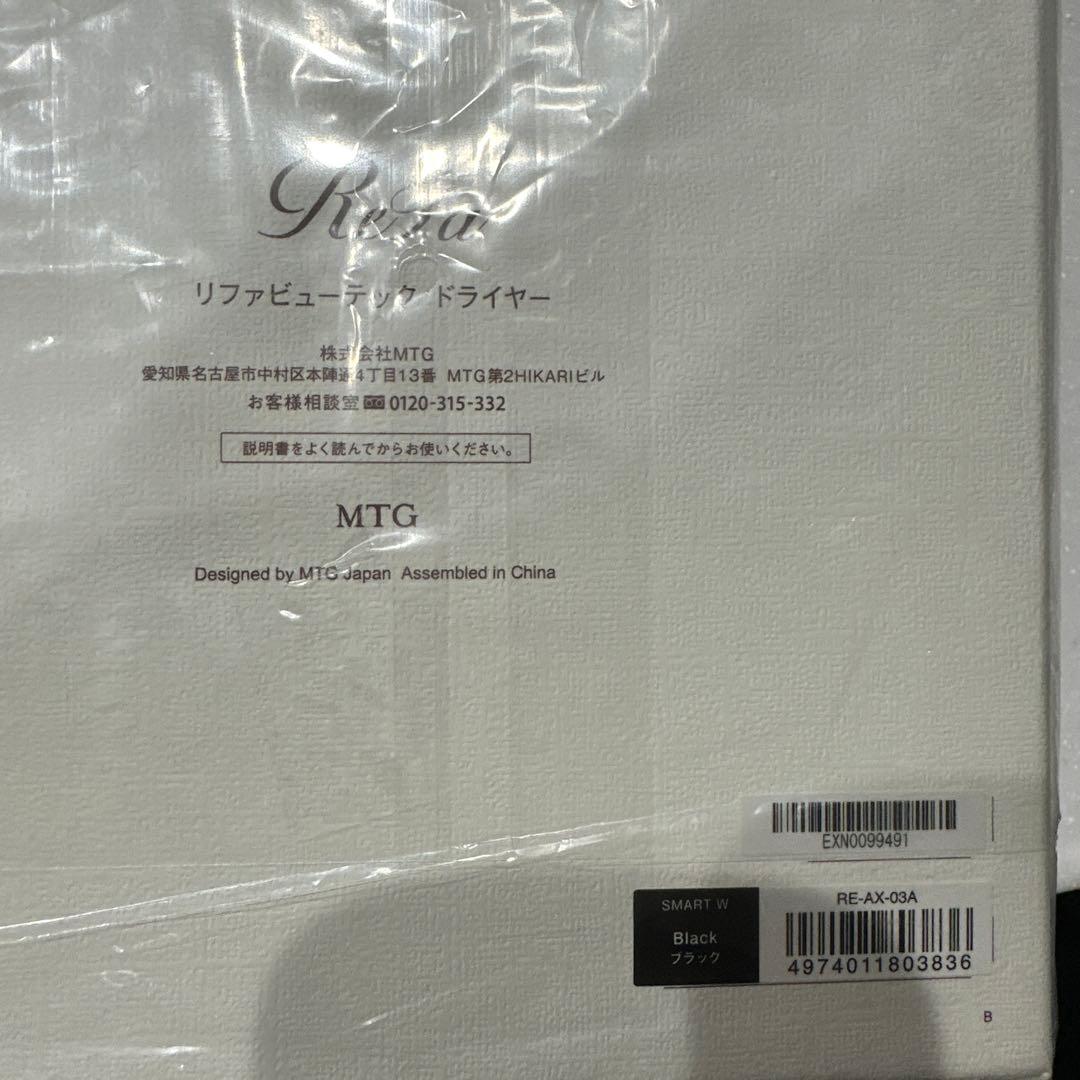 ReFa
リファビューテック ドライヤー
株式会社MTG
愛知県名古屋市中村区本陣通4丁目13番 MTG第2HIKARIビル
お客様相談室 0120-315-332
説明書をよく読んでからお使いください。
MTG
Designed by MTG Japan Assembled in China
EXN0099491
SMART W
Black
ブラック
RE-AX-03A
4974011803836
B